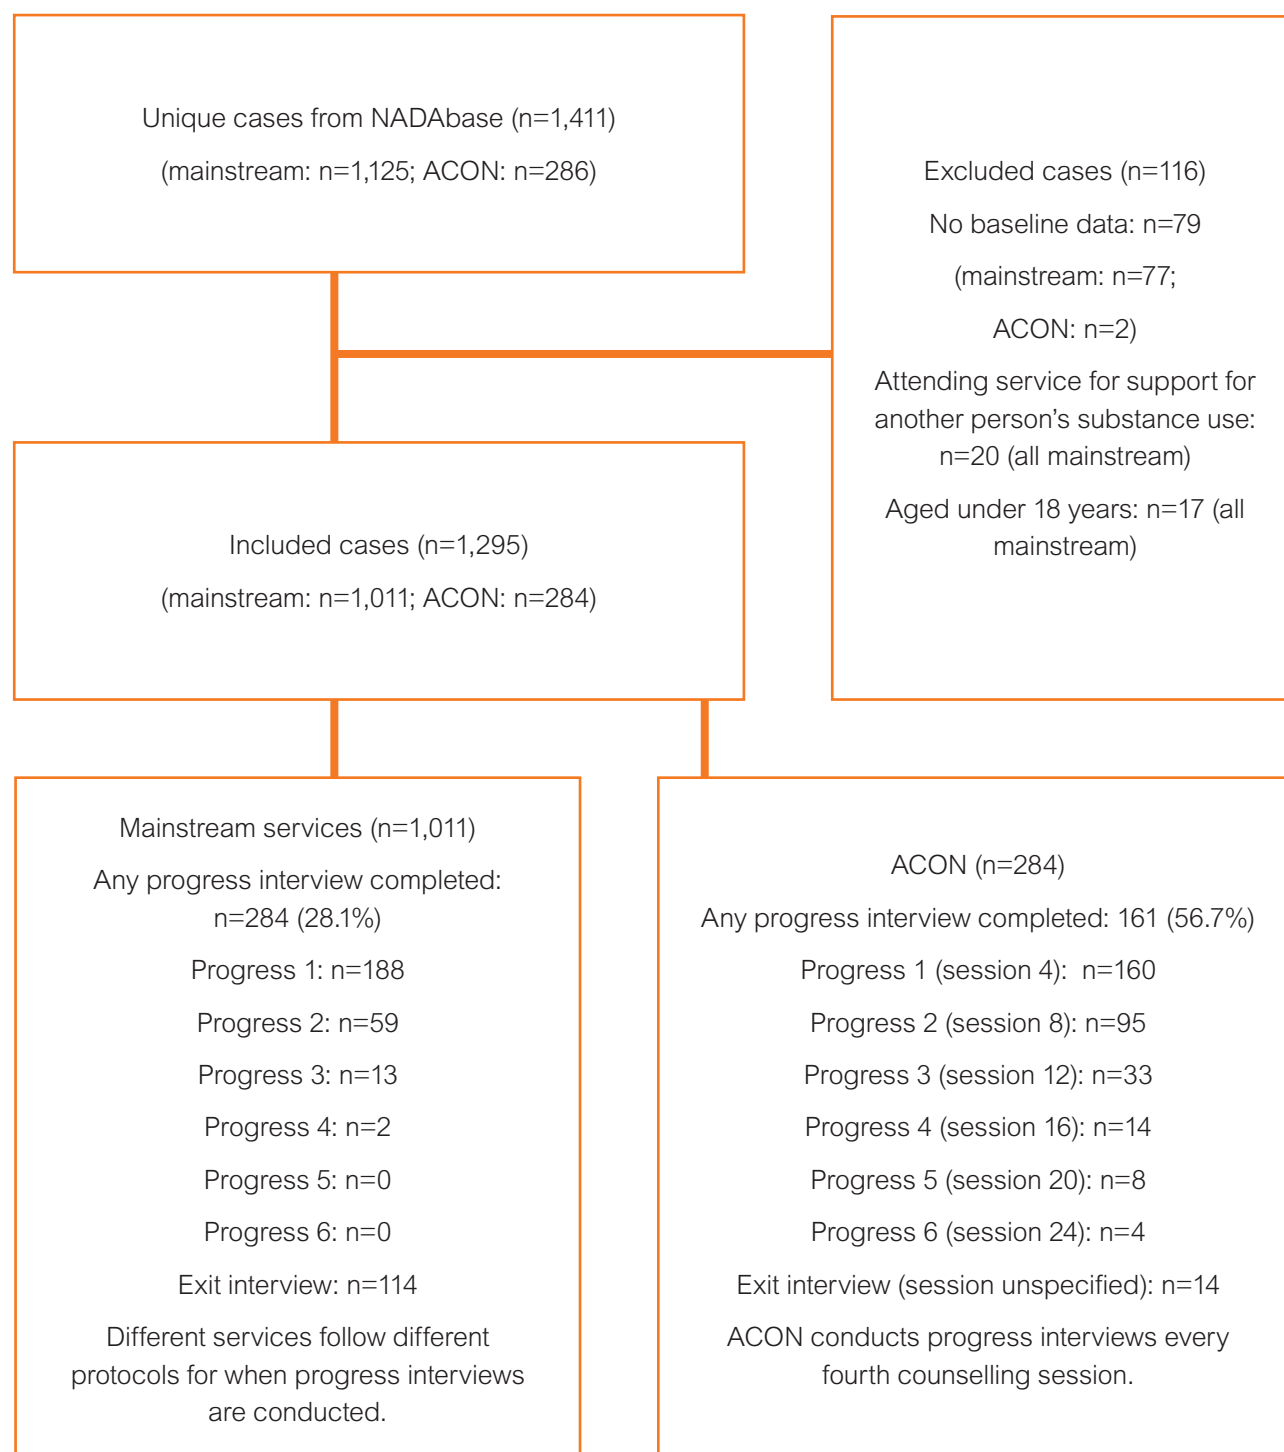 Unique cases from NADAbase (n=1,411)
(mainstream: n=1,125; ACON: n=286)
Excluded cases (n=116)
No baseline data: n=79
(mainstream: n=77;
ACON: n=2)
Attending service for support for
another person's substance use:
n=20 (all mainstream)
Aged under 18 years: n=17 (all
mainstream)
Included cases (n=1,295)
(mainstream: n=1,011; ACON: n=284)
Mainstream services (n=1,011)
Any progress interview completed:
n=284 (28.1%)
Progress 1: n=188
Progress 2: n=59
Progress 3: n=13
Progress 4: n=2
Progress 5: n=0
Progress 6: n=0
Exit interview: n=114
Different services follow different
protocols for when progress interviews
are conducted.
ACON (n=284)
Any progress interview completed: 161 (56.7%)
Progress 1 (session 4):  n=160
Progress 2 (session 8): n=95
Progress 3 (session 12): n=33
Progress 4 (session 16): n=14
Progress 5 (session 20): n=8
Progress 6 (session 24): n=4
Exit interview (session unspecified): n=14
ACON conducts progress interviews every
fourth counselling session.